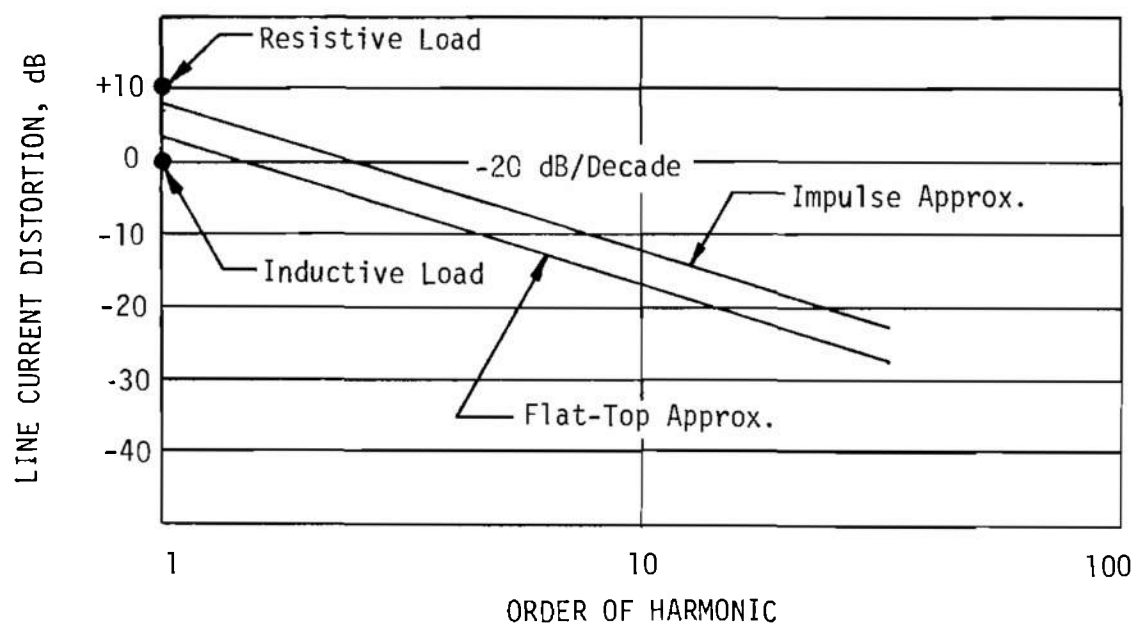 LINE CURRENT DISTORTION, dB
Resistive Load
+10
0
-20 dB/Decade
Impulse Approx.
-10
Inductive Load
-20
-30
Flat-Top Approx.
-40
1
10
100
ORDER OF HARMONIC